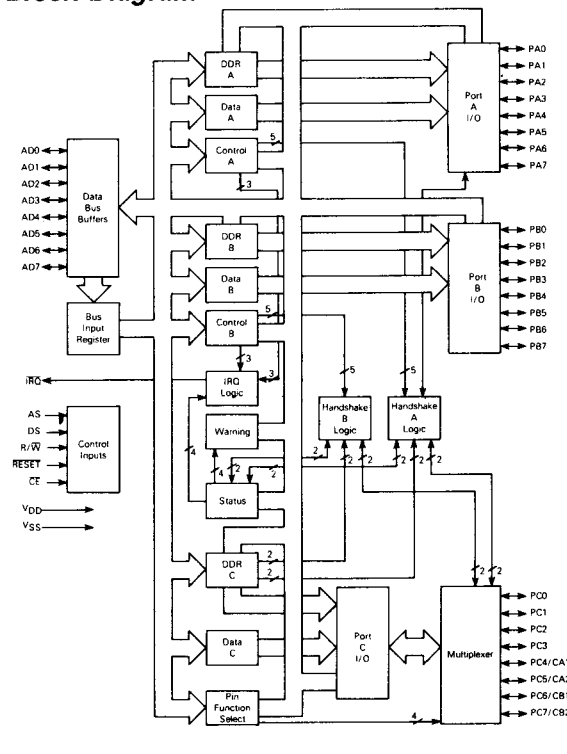 Block Diagram
DDR
A
Data
A
Control
A
5
3
Port
A
I/O
PA0
PA1
PA2
PA3
PA4
PA5
PA6
PA7
AD0
AD1
AD2
AD3
AD4
AD5
AD6
AD7
Data
Bus
Buffers
Bus
Input
Register
DDR
B
Data
B
Control
B
5
3
3
Port
B
I/O
PB0
PB1
PB2
PB3
PB4
PB5
PB6
PB7
IRQ
IRQ
Logic
5
5
AS
DS
R/W
RESET
CE
Control
Inputs
VDD
VSS
4
Warning
4
2
Status
2
2
Handshake
B
Logic
Handshake
A
Logic
2
2
2
2
2
DDR
C
2
2
2
2
Data
C
Port
C
I/O
Multiplexer
Pin
Function
Select
4
PC0
PC1
PC2
PC3
PC4/CA1
PC5/CA2
PC6/CB1
PC7/CB2